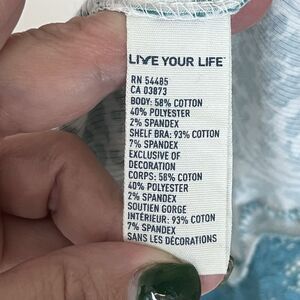 LIVE YOUR LIFE™
RN 54485
CA 03873
BODY: 58% COTTON
40% POLYESTER
2% SPANDEX
SHELF BRA: 93% COTTON
7% SPANDEX
EXCLUSIVE OF
DECORATION
CORPS: 58% COTON
40% POLYESTER
2% SPANDEX
SOUTIEN GORGE
INTÉRIEUR: 93% COTON
7% SPANDEX
SANS LES DÉCORATIONS